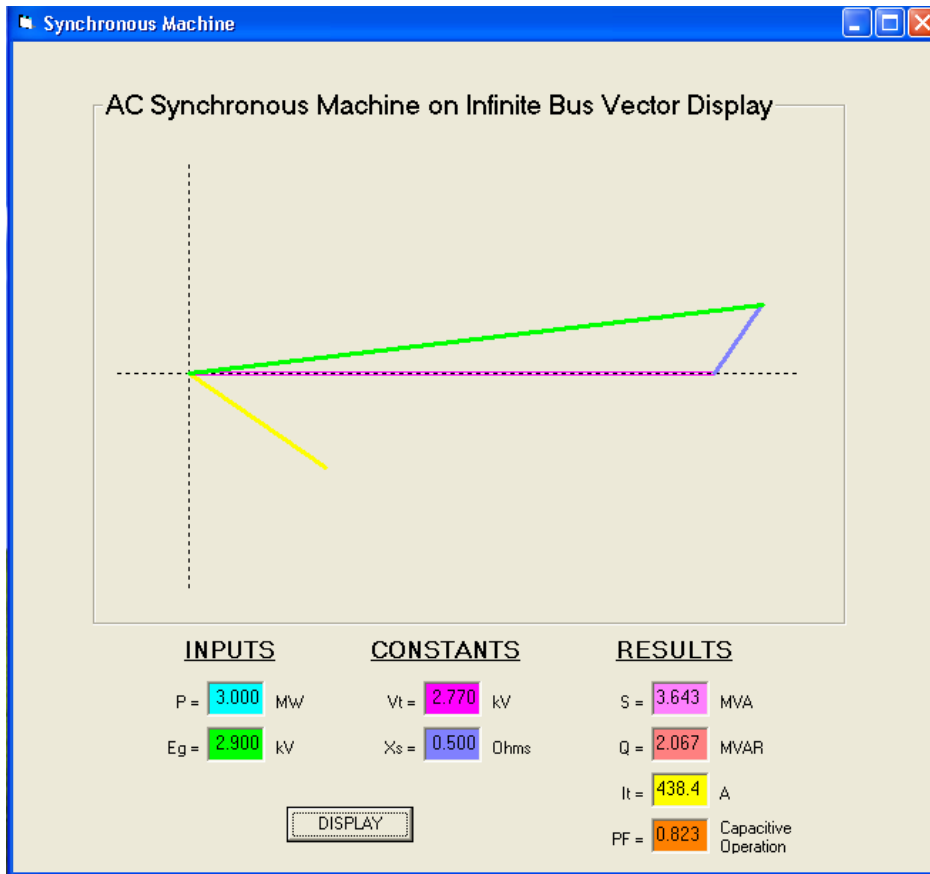 Synchronous Machine
AC Synchronous Machine on Infinite Bus Vector Display
INPUTS
P = 3.000 MW
Eg = 2.900 kV
DISPLAY
CONSTANTS
Vt = 2.770 kV
Xs = 0.500 Ohms
RESULTS
S = 3.643 MVA
Q = 2.067 MVAR
It = 438.4 A
PF = 0.823 Capacitive
Operation